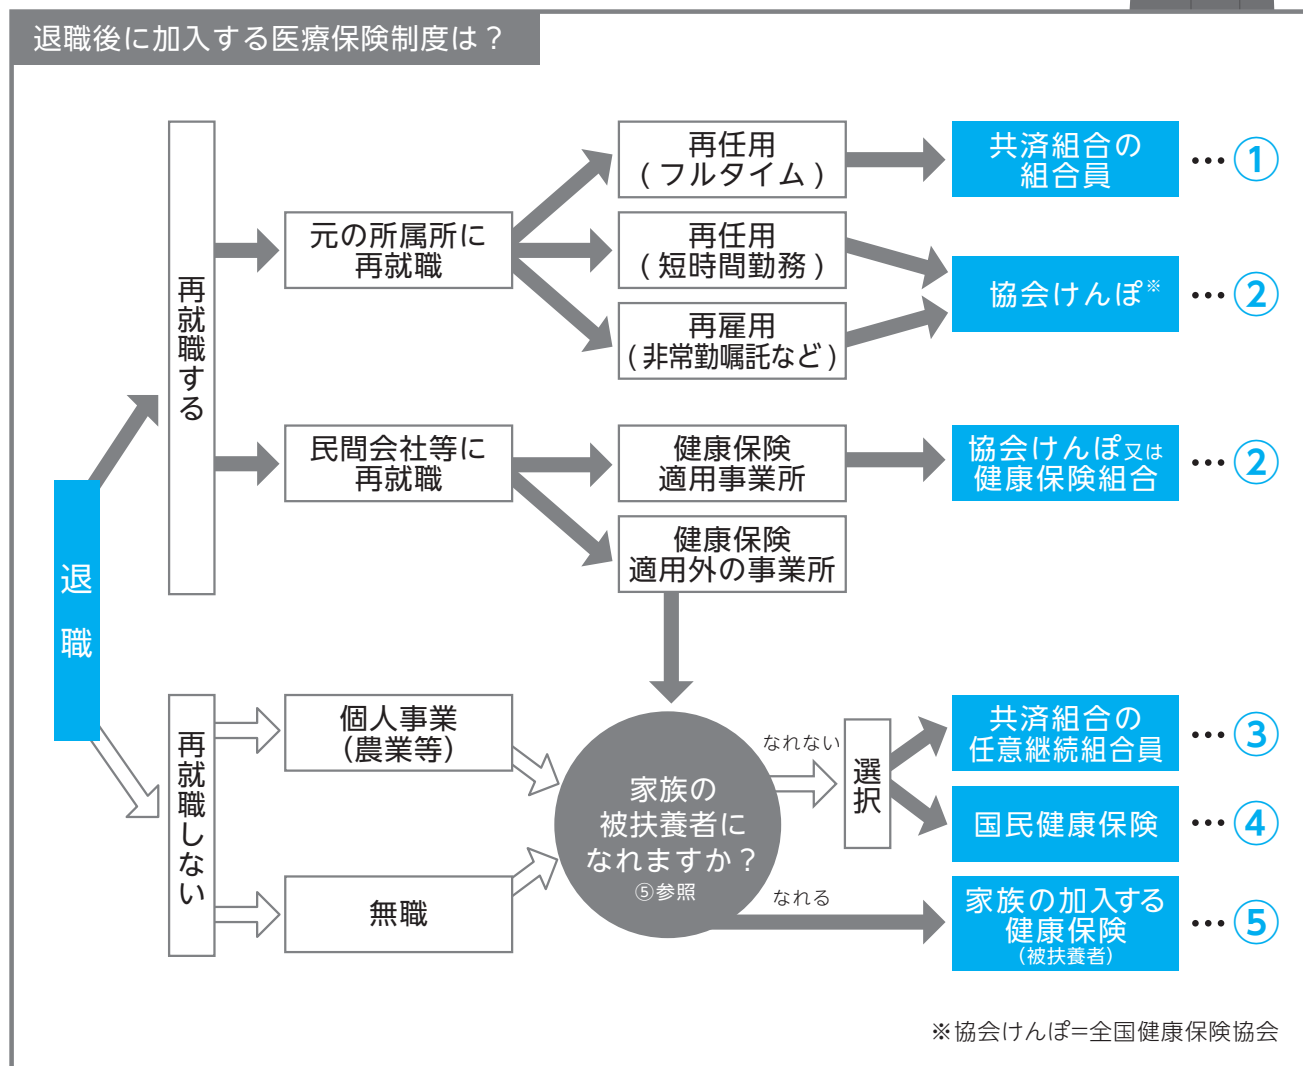 退職後に加入する医療保険制度は？
退職
再就職する
元の所属所に
再就職
再任用
(フルタイム)
共済組合の
組合員
…①
再任用
(短時間勤務)
再雇用
(非常勤嘱託など)
協会けんぽ※
…②
民間会社等に
再就職
健康保険
適用事業所
協会けんぽ又は
健康保険組合
…②
健康保険
適用外の事業所
再就職しない
個人事業
(農業等)
無職
家族の
被扶養者に
なれますか？
⑤参照
なれない
選択
共済組合の
任意継続組合員
…③
国民健康保険
…④
なれる
家族の加入する
健康保険
(被扶養者)
…⑤
※協会けんぽ=全国健康保険協会